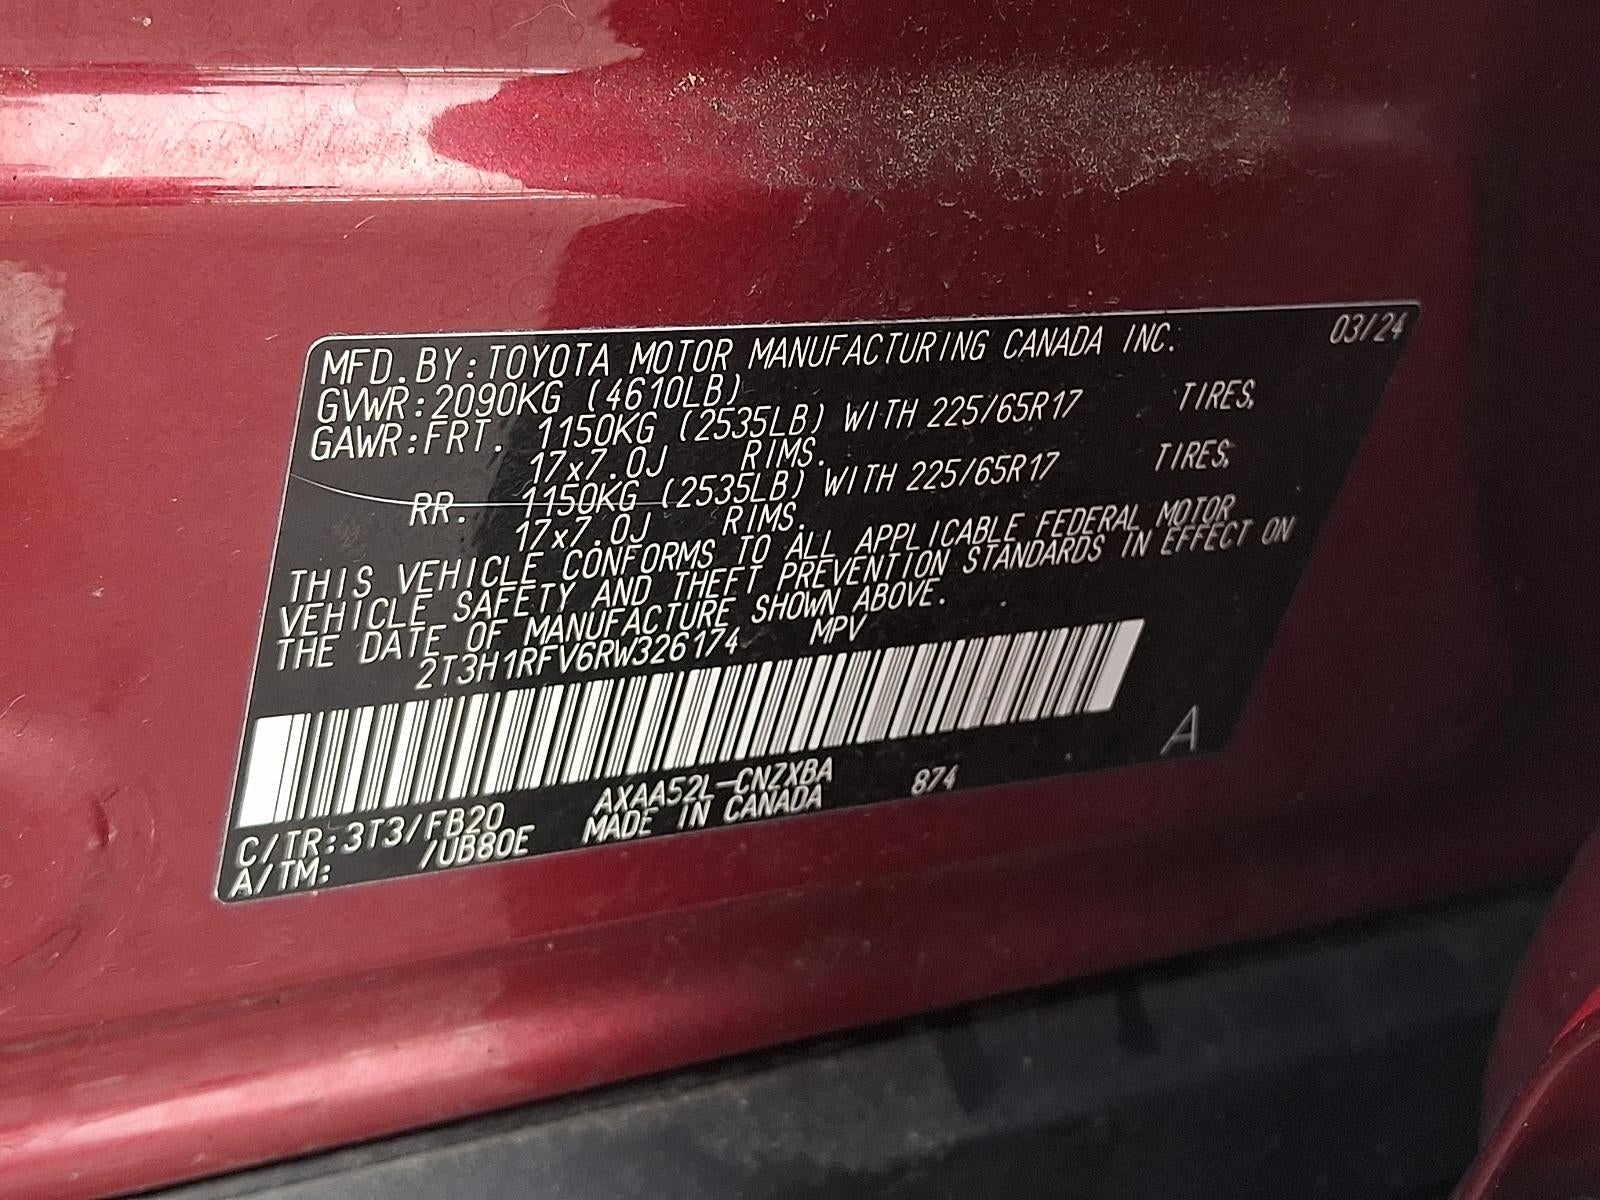 MFD. BY: TOYOTA MOTOR MANUFACTURING CANADA INC. 03/24
GVWR: 2090KG (4610LB)
GAWR: FRT. 1150KG (2535LB) WITH 225/65R17 TIRES,
17x7.0J RIMS.
RR. 1150KG (2535LB) WITH 225/65R17 TIRES,
17x7.0J RIMS.
THIS VEHICLE CONFORMS TO ALL APPLICABLE FEDERAL MOTOR
VEHICLE SAFETY AND THEFT PREVENTION STANDARDS IN EFFECT ON
THE DATE OF MANUFACTURE SHOWN ABOVE.
2T3H1RFV6RW326174 MPV
A
C/TR: 3T3/FB20 AXAA52L-CNZXBA 874
A/TM: /UB80E MADE IN CANADA